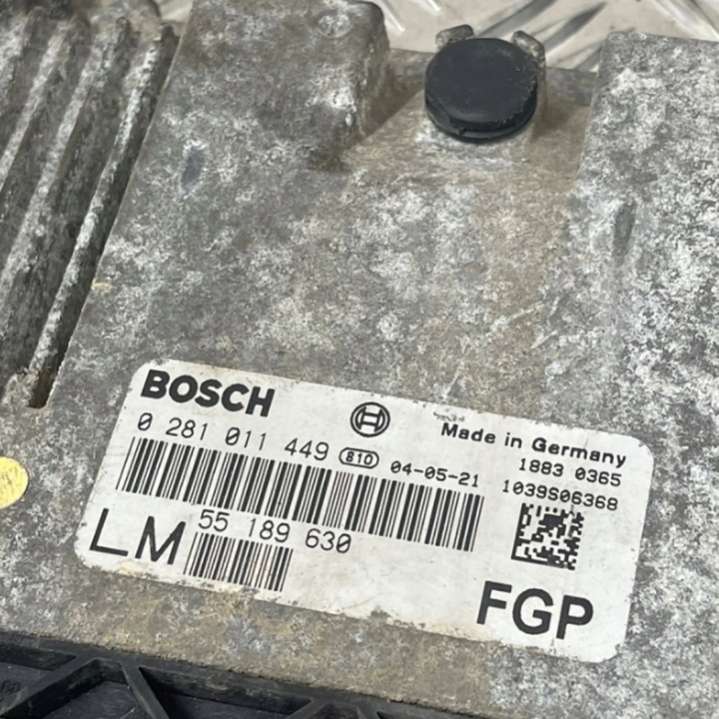 BOSCH
Made in Germany
0 281 011 449 810 04-05-21
1883 0365
1039S06368
LM 55 189 630
FGP